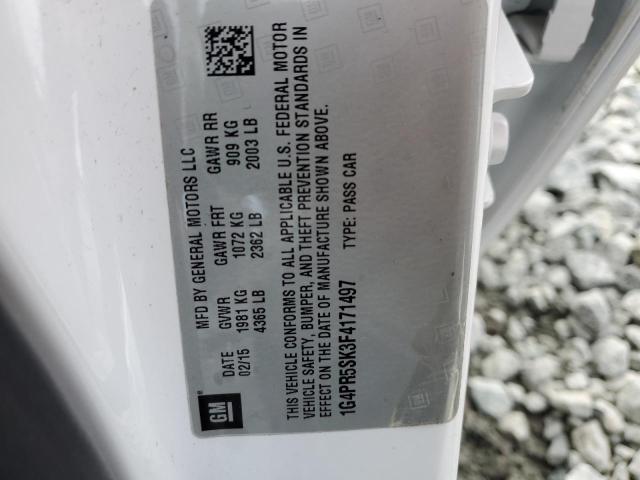 MFD BY GENERAL MOTORS LLC
DATE GVWR GAWR FRT GAWR RR
02/15 1981 KG 1072 KG 909 KG
4365 LB 2362 LB 2003 LB
THIS VEHICLE CONFORMS TO ALL APPLICABLE U.S. FEDERAL MOTOR
VEHICLE SAFETY, BUMPER, AND THEFT PREVENTION STANDARDS IN
EFFECT ON THE DATE OF MANUFACTURE SHOWN ABOVE.
1G4PR5SK3F4171497 TYPE: PASS CAR
GM